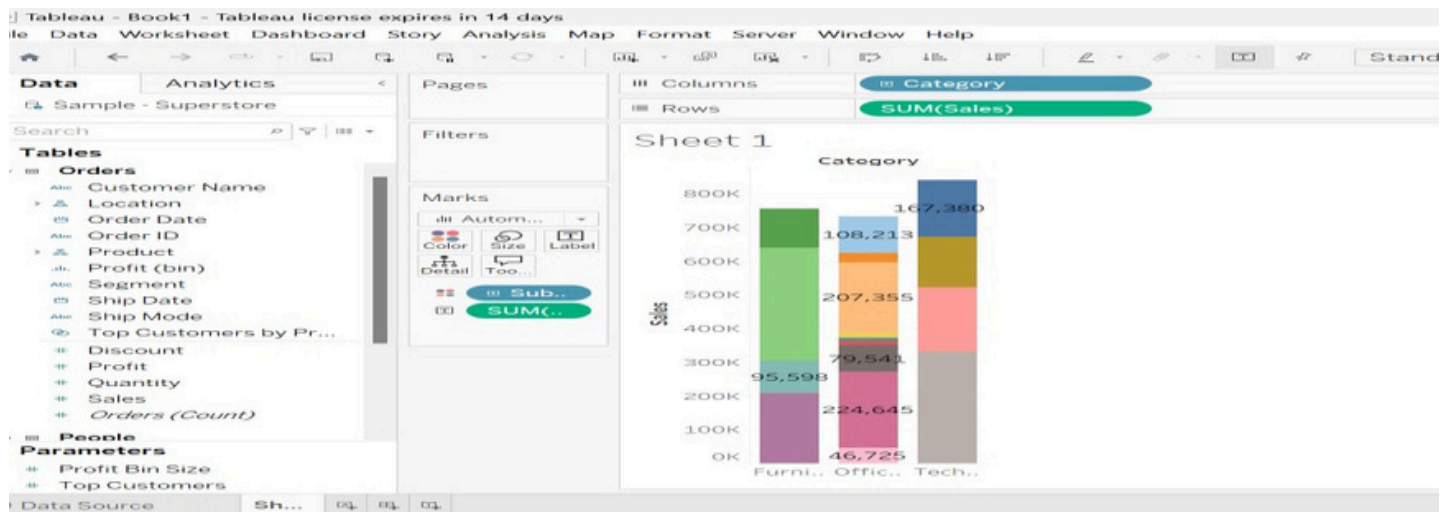 Tableau - Book1 - Tableau license expires in 14 days
le Data Worksheet Dashboard Story Analysis Map Format Server Window Help
Stand
Data Analytics
Sample - Superstore
Search
Tables
Orders
Abc Customer Name
Location
Order Date
Abc Order ID
Product
Profit (bin)
Abc Segment
Ship Date
Abc Ship Mode
Top Customers by Pr...
# Discount
# Profit
# Quantity
# Sales
# Orders (Count)
People
Parameters
# Profit Bin Size
# Top Customers
Data Source Sh...
Pages
Filters
Marks
Autom...
Color Size Label
Detail Too...
Sub..
SUM(..
Columns Category
Rows SUM(Sales)
Sheet 1
Category
Sales
800K
700K
600K
500K
400K
300K
200K
100K
0K
167,380
108,213
207,355
79,541
95,598
224,645
46,725
Furni.. Offic.. Tech..